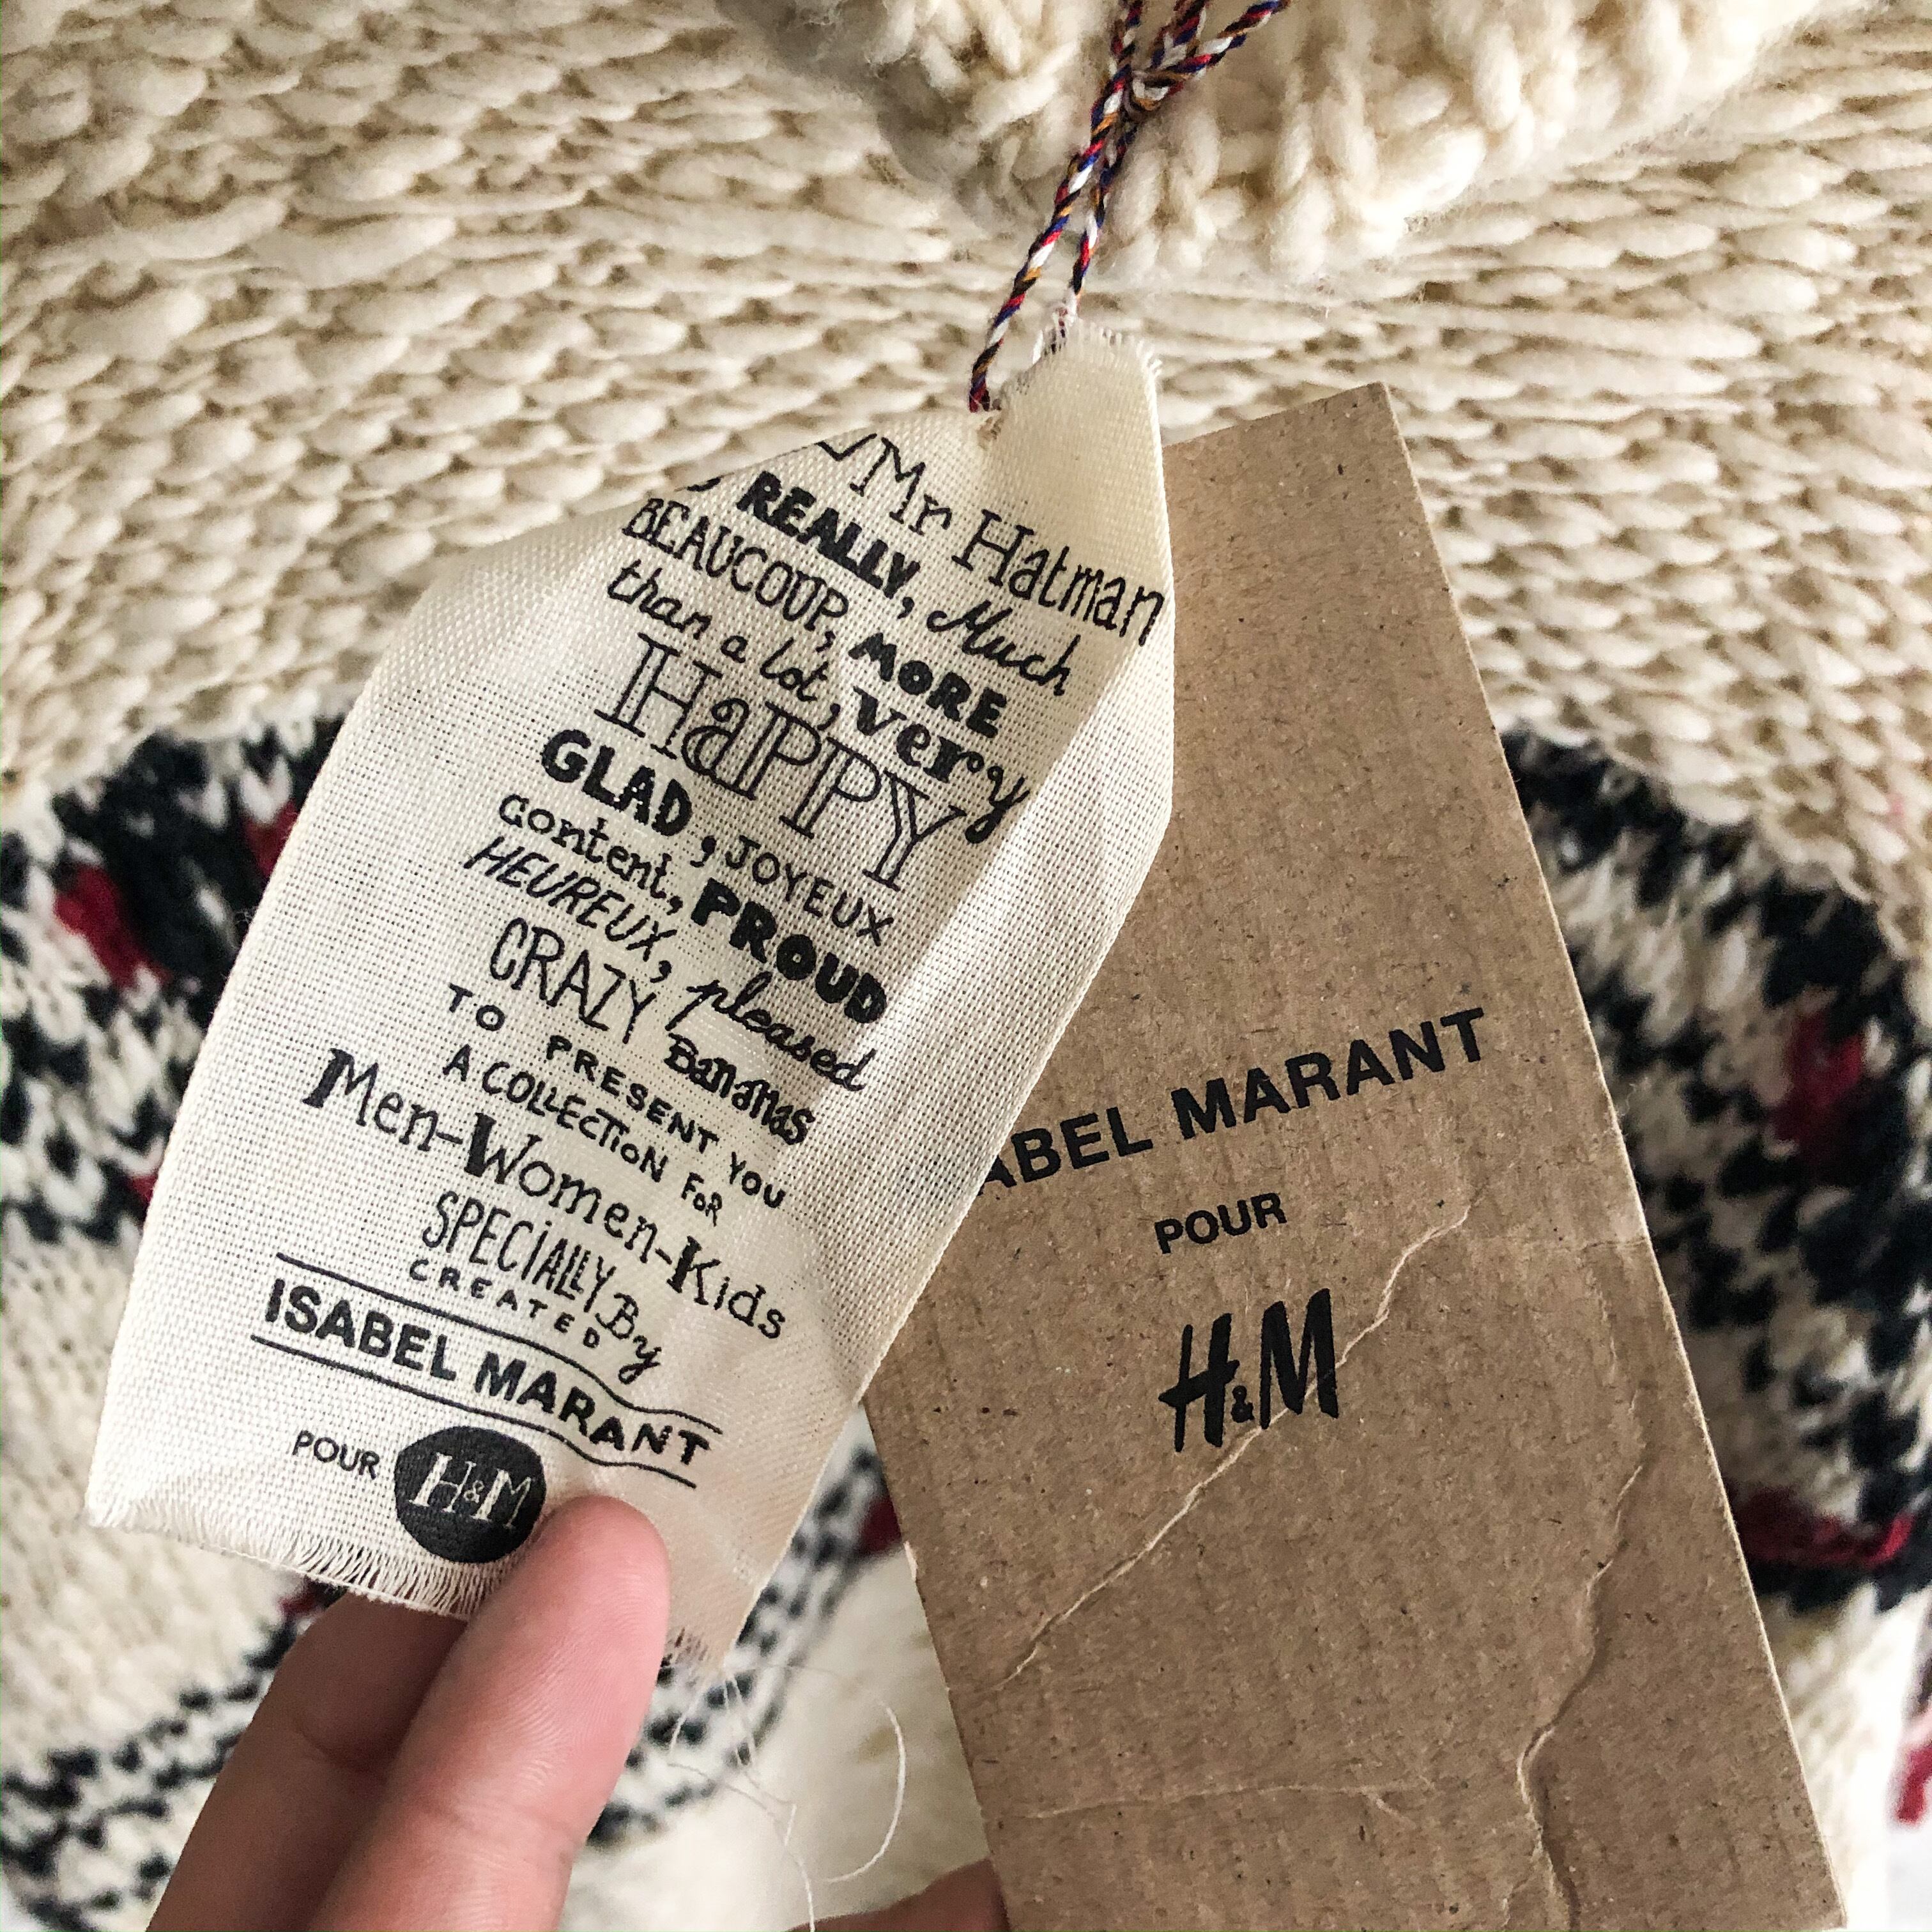 Mr Hatman
REALLY, Much
BEAUCOUP, MORE
than a lot, very
HaPPY
GLAD, JOYEUX
content, PROUD
HEUREUX, pleased
CRAZY Bananas
TO PRESENT YOU
A COLLECTION FOR
Men-Women-Kids
SPECIALLY By
CREATED
ISABEL MARANT
POUR H&M
ABEL MARANT
POUR
H&M